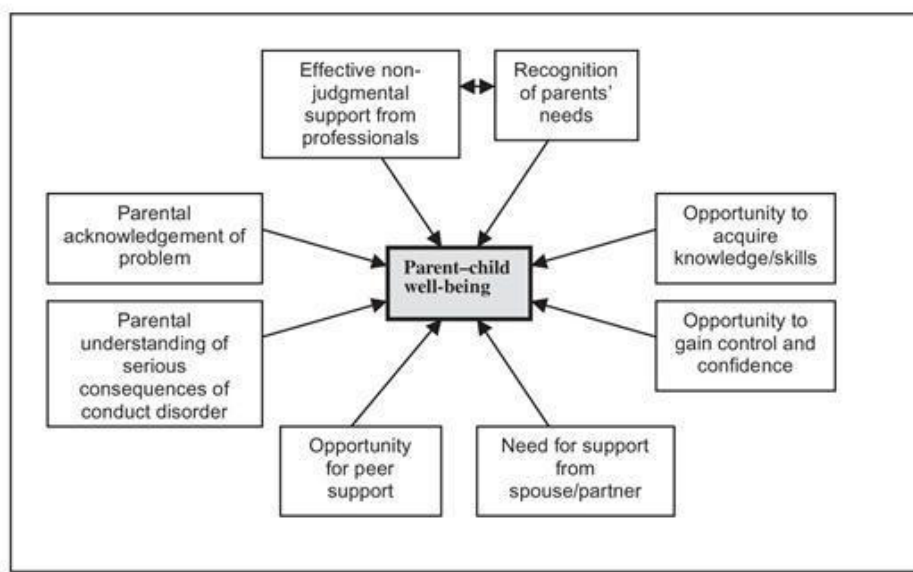 Effective non-
judgmental
support from
professionals
Recognition
of parents’
needs
Parental
acknowledgement of
problem
Opportunity to
acquire
knowledge/skills
Parent–child
well-being
Parental
understanding of
serious
consequences of
conduct disorder
Opportunity to
gain control and
confidence
Opportunity
for peer
support
Need for support
from
spouse/partner